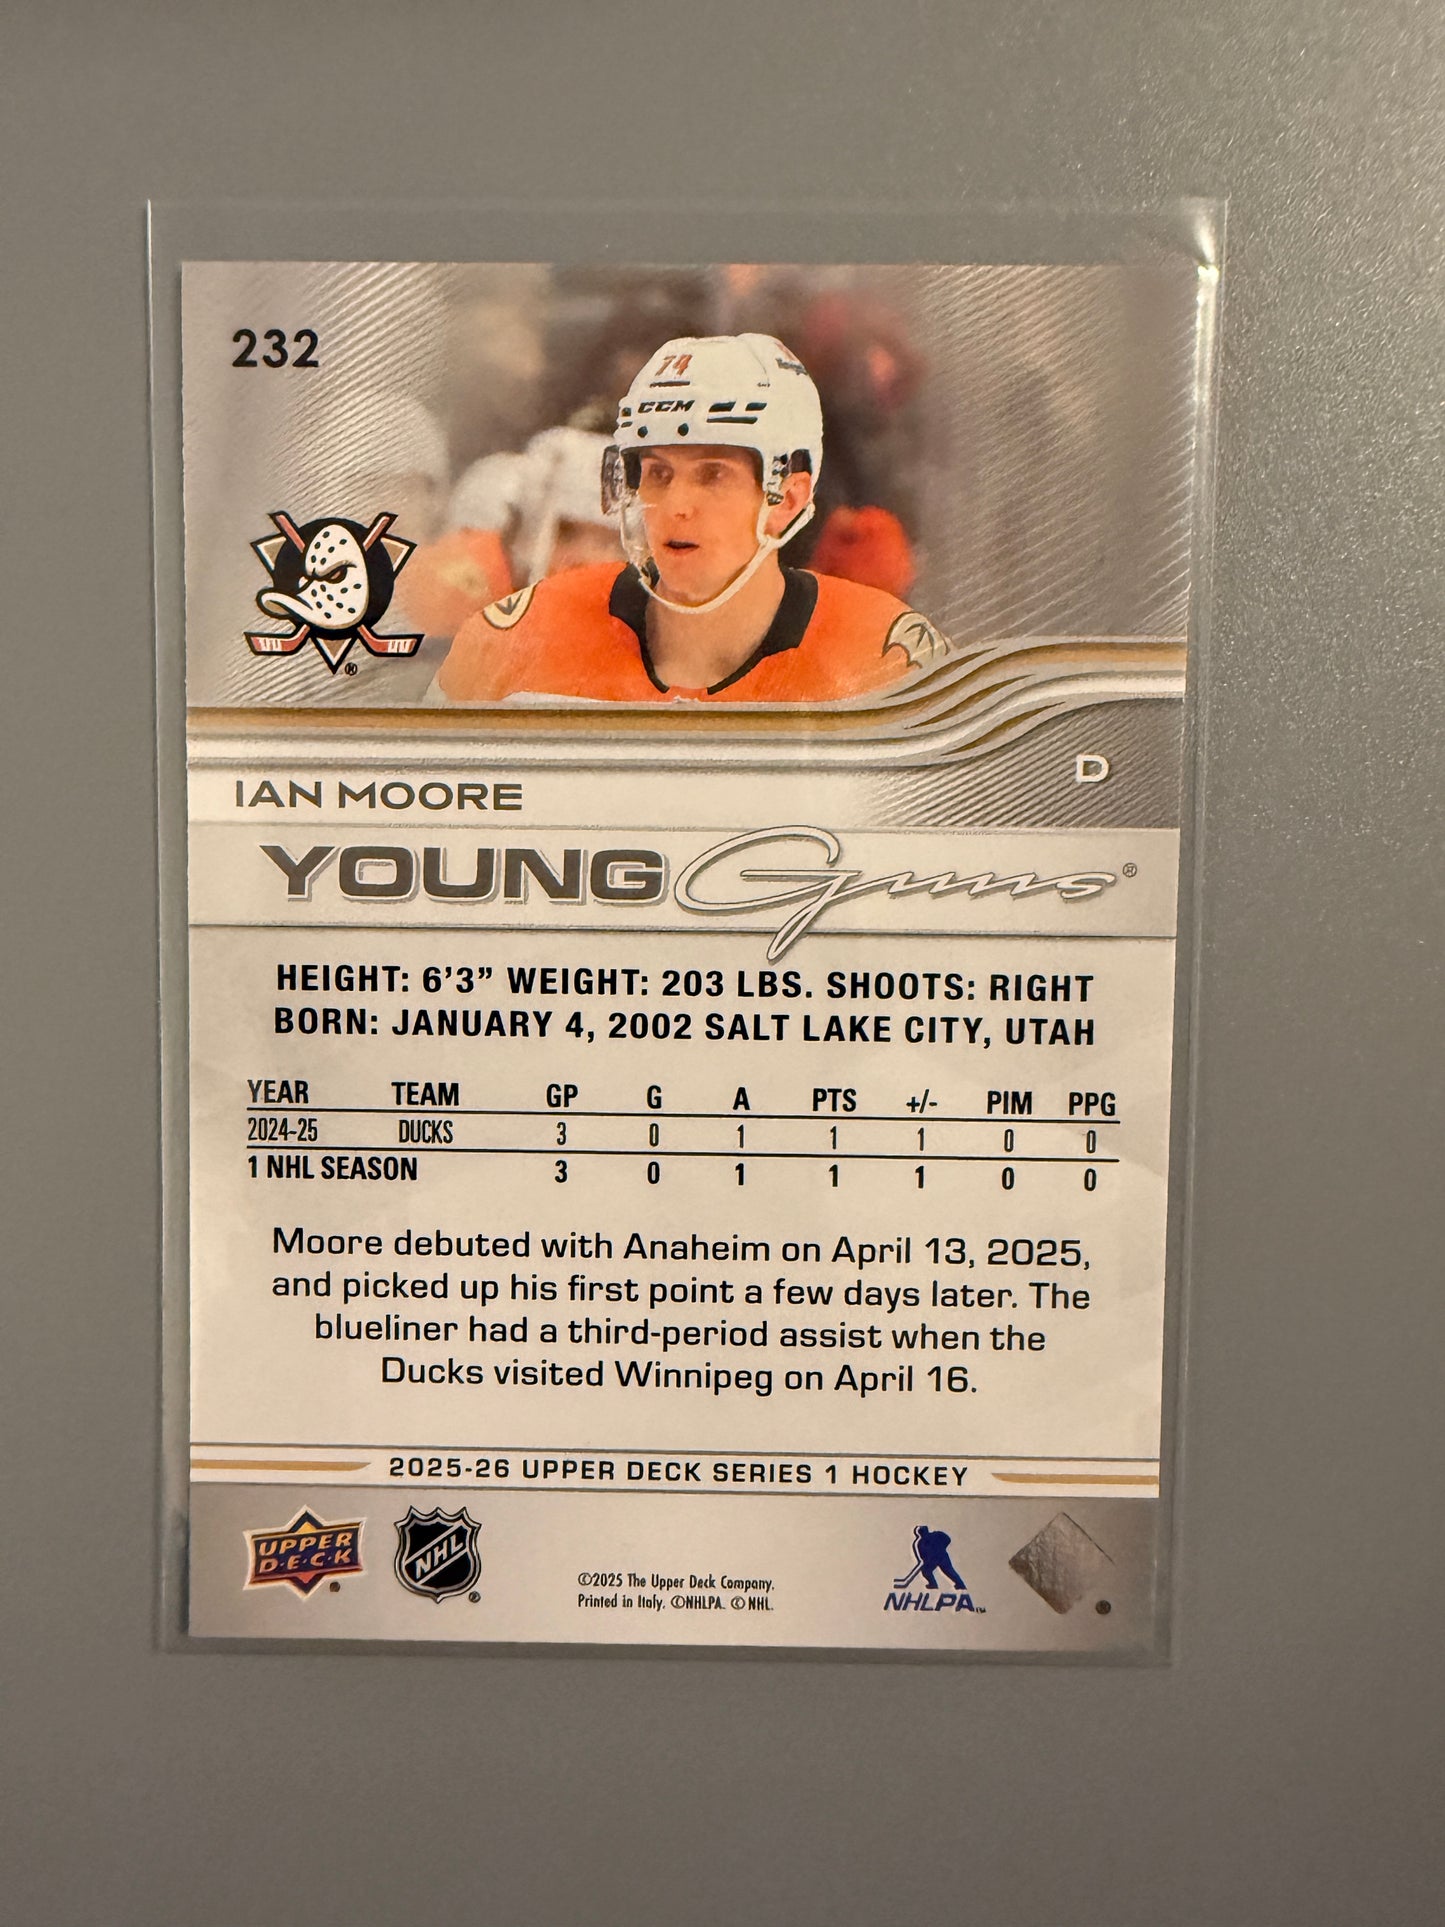 232
74
CCM
D
IAN MOORE
YOUNG Guns®
HEIGHT: 6’3” WEIGHT: 203 LBS. SHOOTS: RIGHT
BORN: JANUARY 4, 2002 SALT LAKE CITY, UTAH
YEAR TEAM GP G A PTS +/- PIM PPG
2024-25 DUCKS 3 0 1 1 1 0 0
1 NHL SEASON 3 0 1 1 1 0 0
Moore debuted with Anaheim on April 13, 2025,
and picked up his first point a few days later. The
blueliner had a third-period assist when the
Ducks visited Winnipeg on April 16.
2025-26 UPPER DECK SERIES 1 HOCKEY
UPPER
D·E·C·K
NHL
©2025 The Upper Deck Company.
Printed in Italy. ©NHLPA. © NHL.
NHLPA™